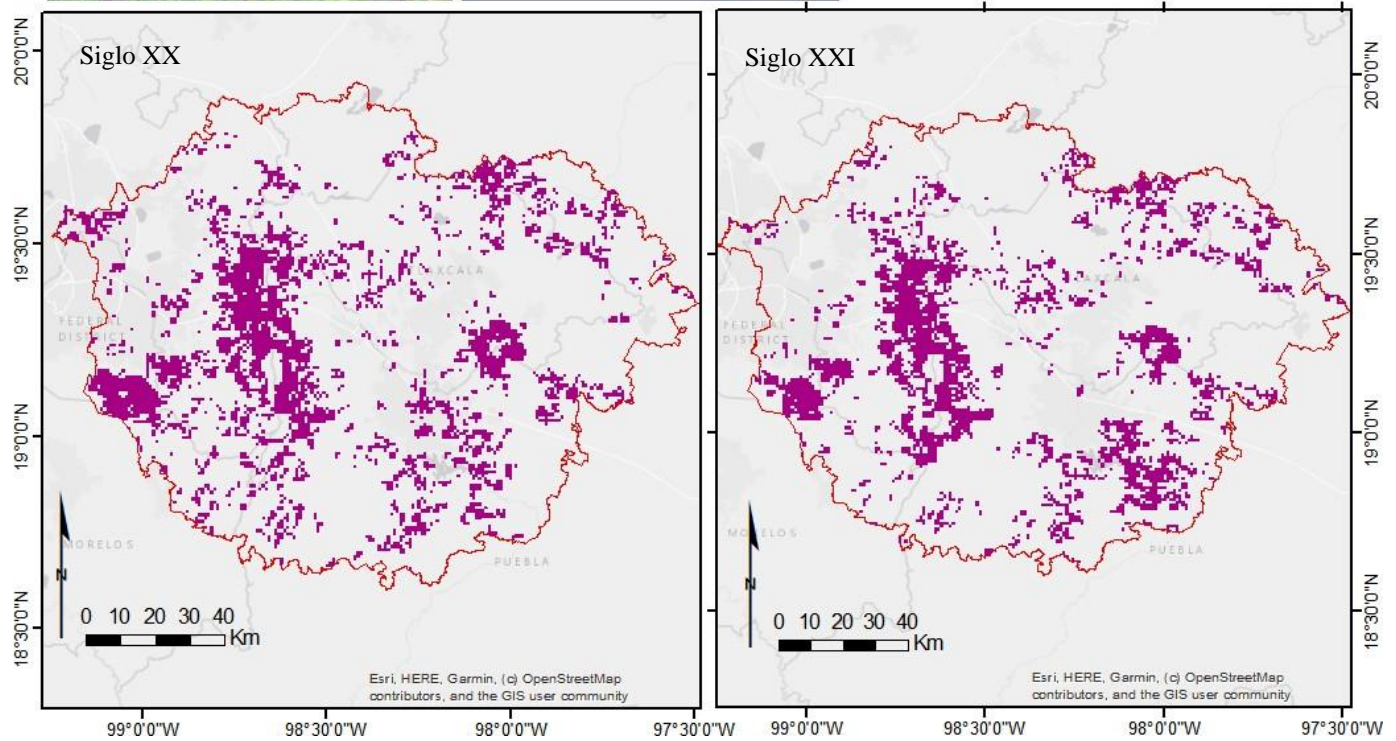 Siglo XX
20°0'0"N
19°30'0"N
19°0'0"N
18°30'0"N
TLAXCALA
FEDERAL
DISTRICT
MORELOS
PUEBLA
N
0 10 20 30 40
Km
Esri, HERE, Garmin, (c) OpenStreetMap
contributors, and the GIS user community
99°0'0"W 98°30'0"W 98°0'0"W 97°30'0"W
Siglo XXI
20°0'0"N
19°30'0"N
19°0'0"N
18°30'0"N
TLAXCALA
FEDERAL
DISTRICT
MORELOS
PUEBLA
N
0 10 20 30 40
Km
Esri, HERE, Garmin, (c) OpenStreetMap
contributors, and the GIS user community
99°0'0"W 98°30'0"W 98°0'0"W 97°30'0"W